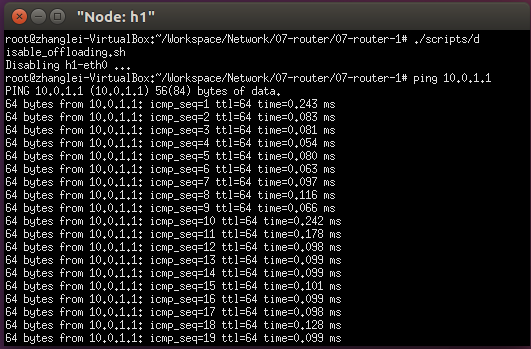 "Node: h1"
root@zhanglei-VirtualBox:~/Workspace/Network/07-router/07-router-1# ./scripts/d
isable_offloading.sh
Disabling h1-eth0 ...
root@zhanglei-VirtualBox:~/Workspace/Network/07-router/07-router-1# ping 10.0.1.1
PING 10.0.1.1 (10.0.1.1) 56(84) bytes of data.
64 bytes from 10.0.1.1: icmp_seq=1 ttl=64 time=0.243 ms
64 bytes from 10.0.1.1: icmp_seq=2 ttl=64 time=0.083 ms
64 bytes from 10.0.1.1: icmp_seq=3 ttl=64 time=0.081 ms
64 bytes from 10.0.1.1: icmp_seq=4 ttl=64 time=0.054 ms
64 bytes from 10.0.1.1: icmp_seq=5 ttl=64 time=0.080 ms
64 bytes from 10.0.1.1: icmp_seq=6 ttl=64 time=0.063 ms
64 bytes from 10.0.1.1: icmp_seq=7 ttl=64 time=0.097 ms
64 bytes from 10.0.1.1: icmp_seq=8 ttl=64 time=0.116 ms
64 bytes from 10.0.1.1: icmp_seq=9 ttl=64 time=0.066 ms
64 bytes from 10.0.1.1: icmp_seq=10 ttl=64 time=0.242 ms
64 bytes from 10.0.1.1: icmp_seq=11 ttl=64 time=0.178 ms
64 bytes from 10.0.1.1: icmp_seq=12 ttl=64 time=0.098 ms
64 bytes from 10.0.1.1: icmp_seq=13 ttl=64 time=0.099 ms
64 bytes from 10.0.1.1: icmp_seq=14 ttl=64 time=0.099 ms
64 bytes from 10.0.1.1: icmp_seq=15 ttl=64 time=0.101 ms
64 bytes from 10.0.1.1: icmp_seq=16 ttl=64 time=0.099 ms
64 bytes from 10.0.1.1: icmp_seq=17 ttl=64 time=0.098 ms
64 bytes from 10.0.1.1: icmp_seq=18 ttl=64 time=0.128 ms
64 bytes from 10.0.1.1: icmp_seq=19 ttl=64 time=0.099 ms